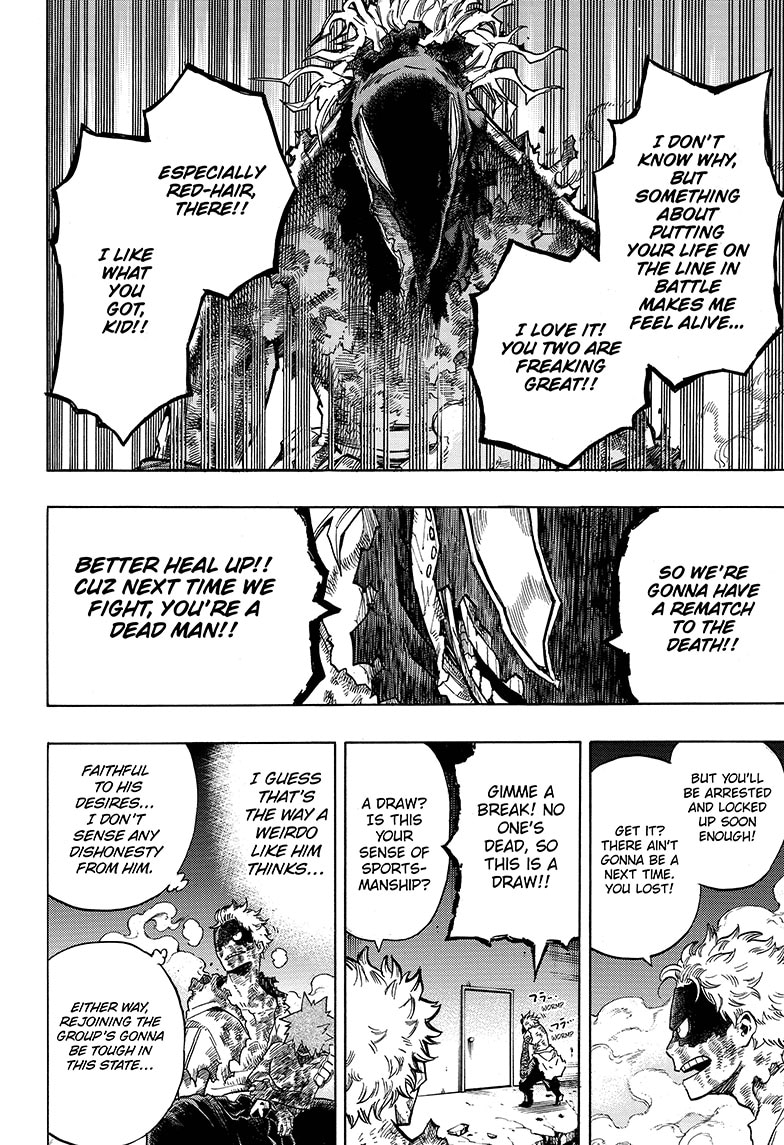 I DON'T
KNOW WHY,
BUT
SOMETHING
ABOUT
PUTTING
YOUR LIFE ON
THE LINE IN
BATTLE
MAKES ME
FEEL ALIVE...
I LOVE IT!
YOU TWO ARE
FREAKING
GREAT!!
ESPECIALLY
RED-HAIR,
THERE!!
I LIKE
WHAT
YOU
GOT,
KID!!
SO WE'RE
GONNA HAVE
A REMATCH
TO THE
DEATH!!
BETTER HEAL UP!!
CUZ NEXT TIME WE
FIGHT, YOU'RE A
DEAD MAN!!
BUT YOU'LL
BE ARRESTED
AND LOCKED
UP SOON
ENOUGH!
GET IT?
THERE AIN'T
GONNA BE A
NEXT TIME.
YOU LOST!
GIMME A
BREAK! NO
ONE'S
DEAD, SO
THIS IS A
DRAW!!
A DRAW?
IS THIS
YOUR
SENSE OF
SPORTS-
MANSHIP?
フラ..
WORMP
フラ..
WORMP
I GUESS
THAT'S
THE WAY A
WEIRDO
LIKE HIM
THINKS...
FAITHFUL
TO HIS
DESIRES...
I DON'T
SENSE ANY
DISHONESTY
FROM HIM.
EITHER WAY,
REJOINING THE
GROUP'S GONNA
BE TOUGH IN
THIS STATE...